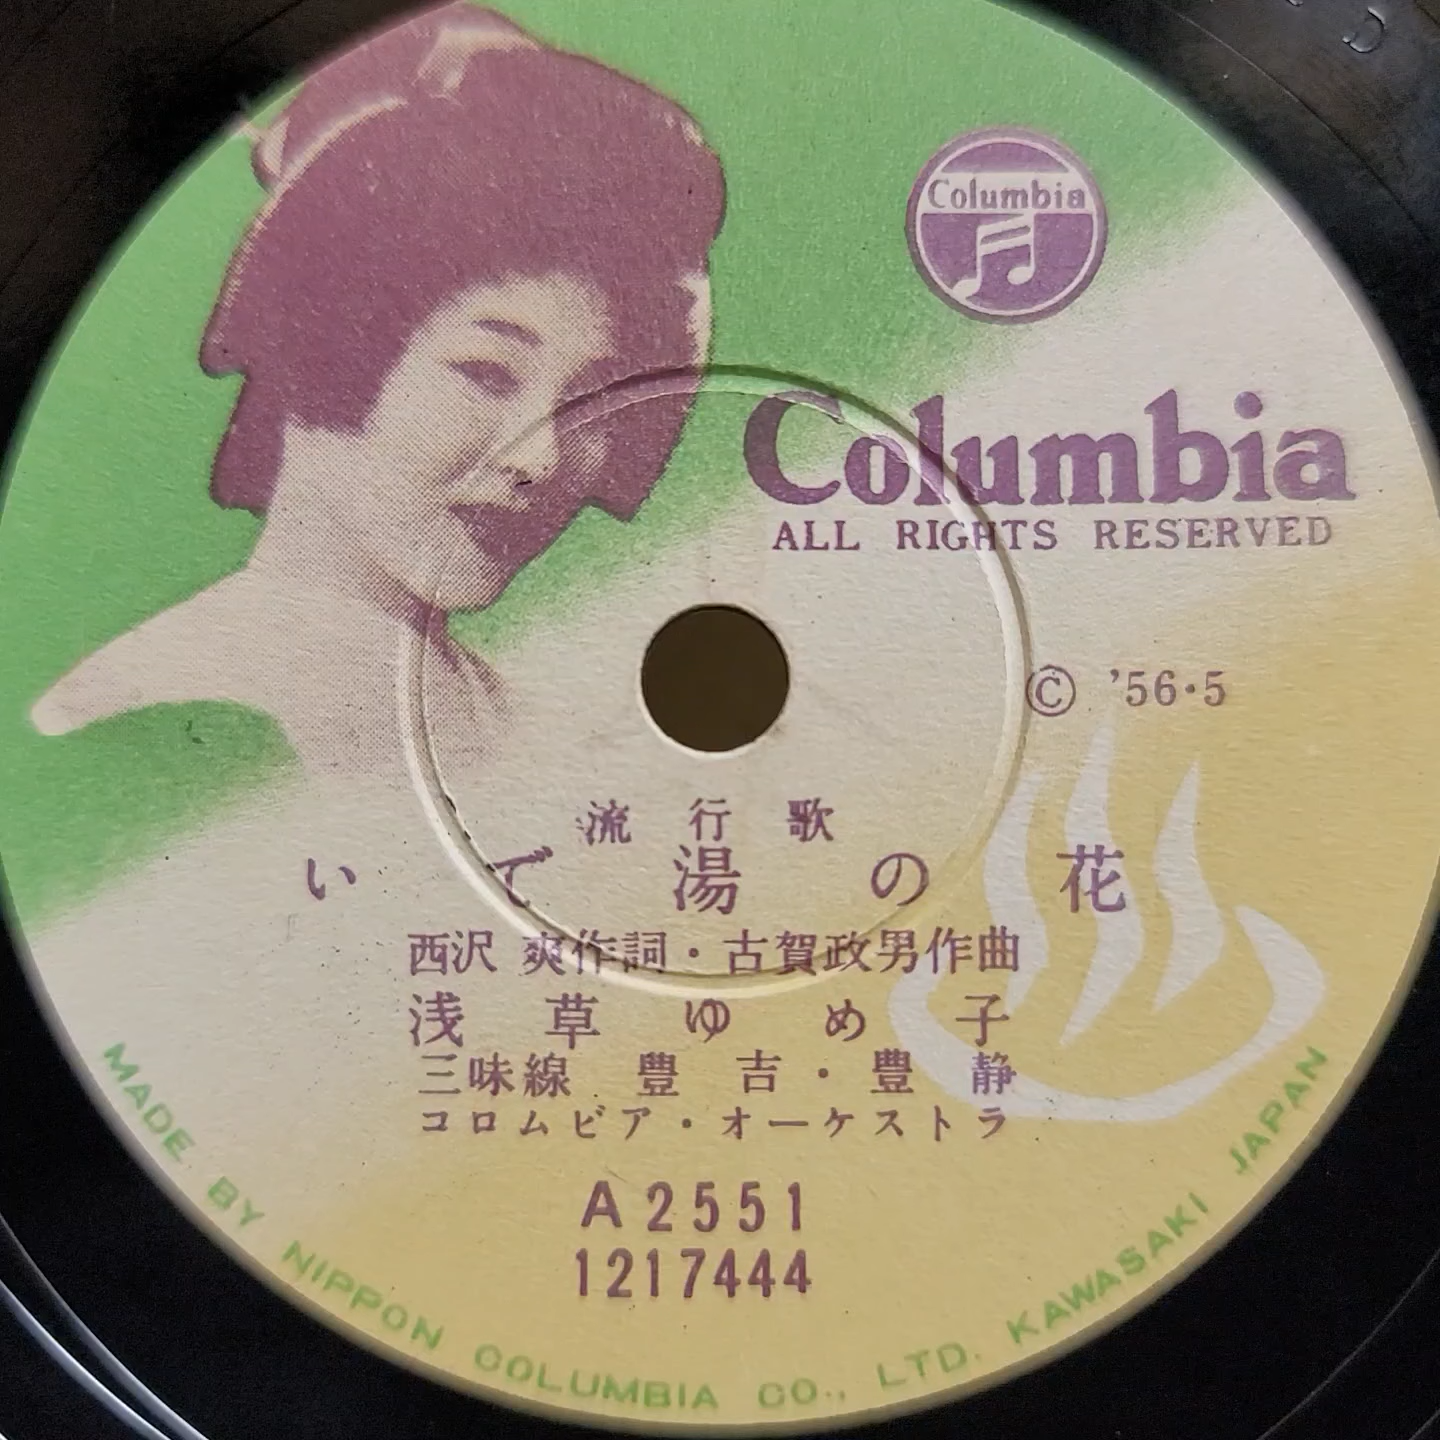 Columbia
Columbia
ALL RIGHTS RESERVED
© '56·5
流行歌
いで湯の花
西沢 爽作詞・古賀政男作曲
浅草ゆめ子
三味線 豊吉・豊静
コロムビア・オーケストラ
A2551
1217444
MADE BY NIPPON COLUMBIA CO., LTD. KAWASAKI JAPAN